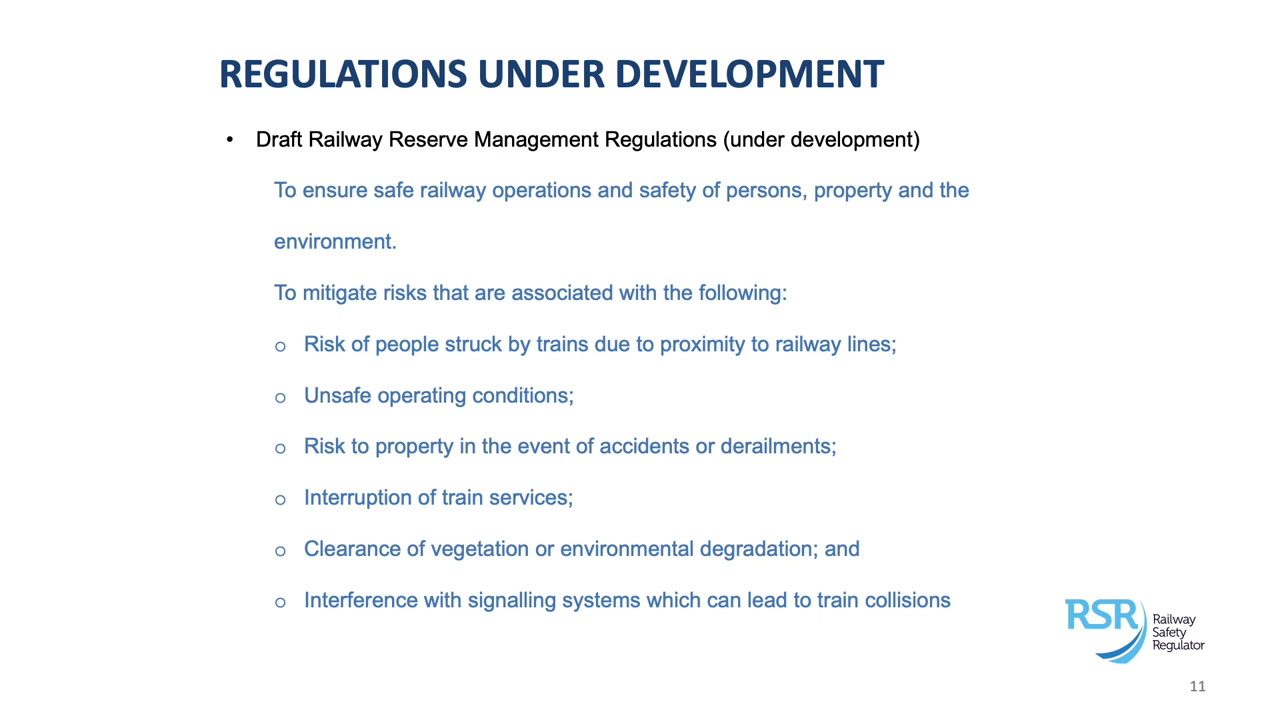 REGULATIONS UNDER DEVELOPMENT
• Draft Railway Reserve Management Regulations (under development)
To ensure safe railway operations and safety of persons, property and the
environment.
To mitigate risks that are associated with the following:
o Risk of people struck by trains due to proximity to railway lines;
o Unsafe operating conditions;
o Risk to property in the event of accidents or derailments;
o Interruption of train services;
o Clearance of vegetation or environmental degradation; and
o Interference with signalling systems which can lead to train collisions
RSR
Railway
Safety
Regulator
11